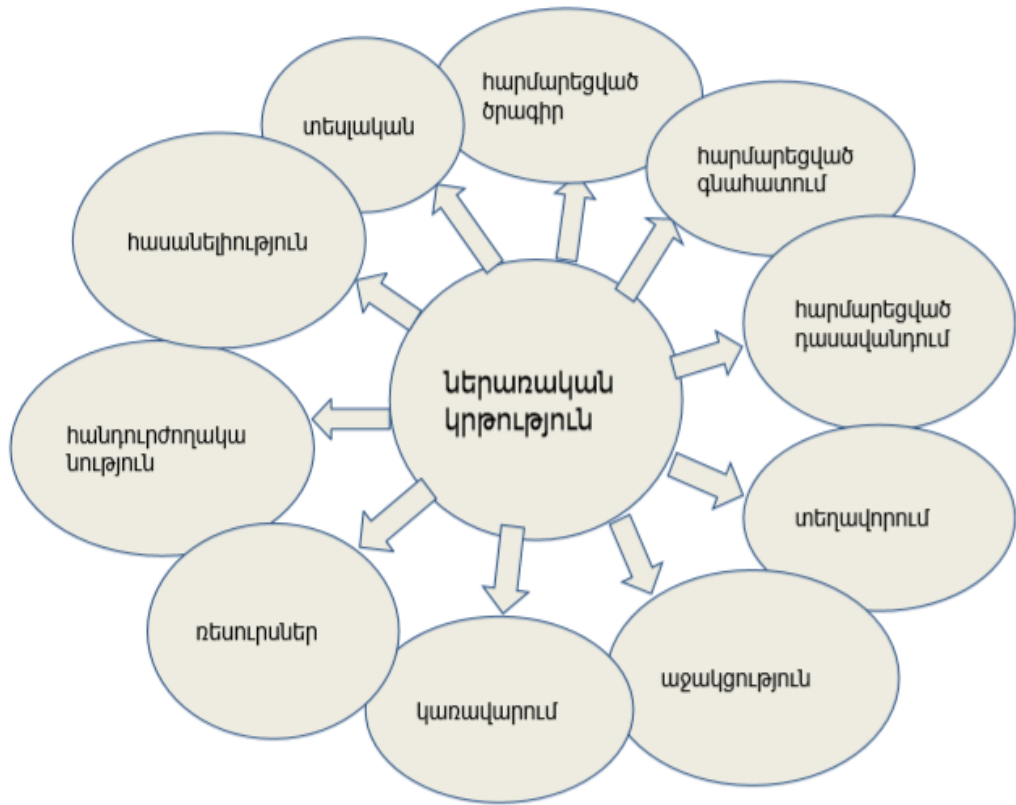 տեսլական
հարմարեցված
ծրագիր
հարմարեցված
գնահատում
հասանելիություն
հարմարեցված
դասավանդում
ներառական
կրթություն
հանդուրժողակա
նություն
տեղավորում
ռեսուրսներ
աջակցություն
կառավարում